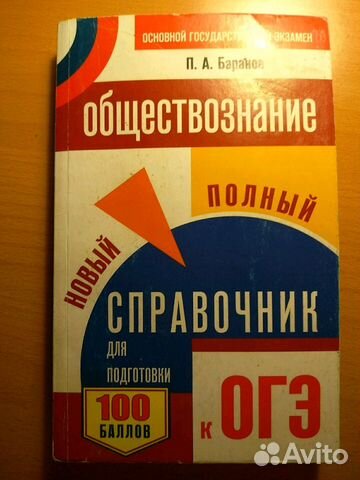 ОСНОВНОЙ ГОСУДАРСТВЕННЫЙ ЭКЗАМЕН
П. А. Баранов
ОБЩЕСТВОЗНАНИЕ
НОВЫЙ
ПОЛНЫЙ
СПРАВОЧНИК
ДЛЯ
ПОДГОТОВКИ
100
БАЛЛОВ
К ОГЭ
Avito